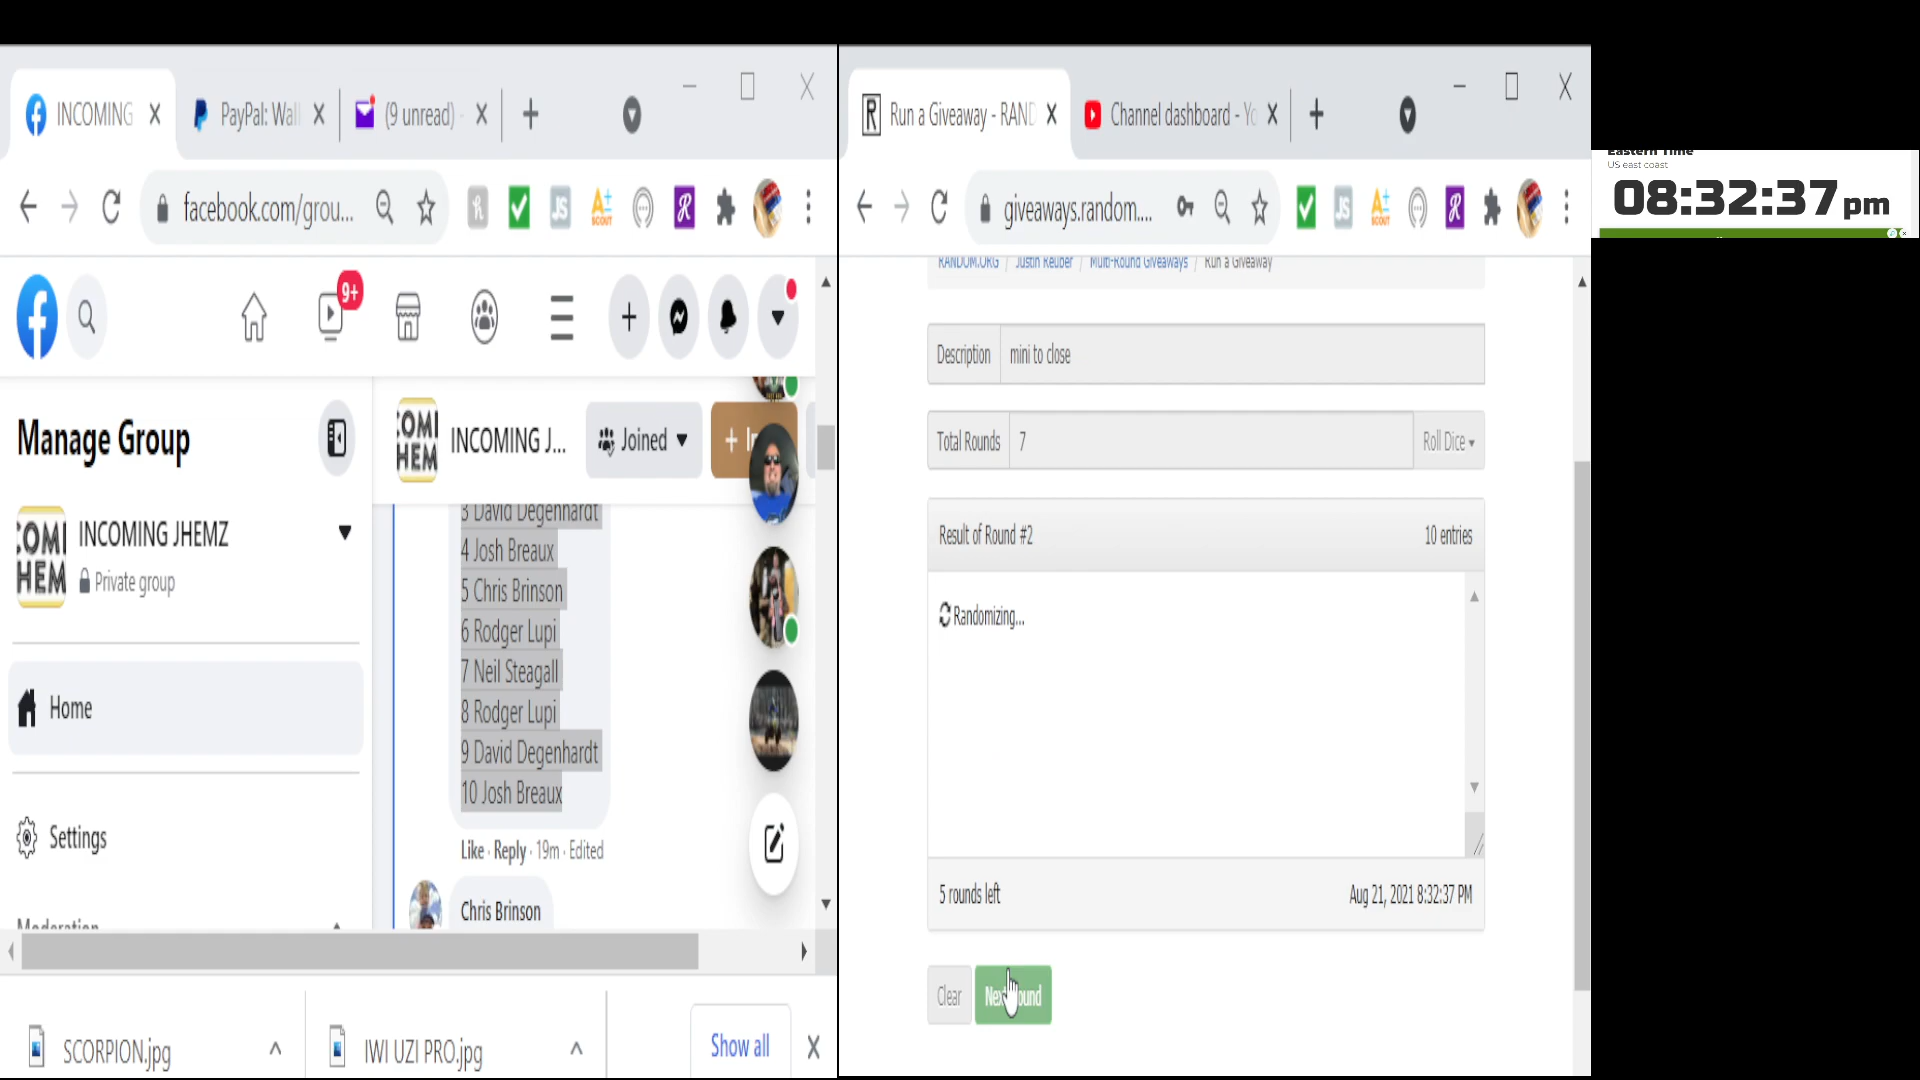 INCOMING
PayPal: Wall
(9 unread) -
facebook.com/grou...
9+
Manage Group
INCOMING JHEMZ
Private group
Home
Settings
Moderation
INCOMING J...
Joined
3 David Degenhardt
4 Josh Breaux
5 Chris Brinson
6 Rodger Lupi
7 Neil Steagall
8 Rodger Lupi
9 David Degenhardt
10 Josh Breaux
Like · Reply · 19m · Edited
Chris Brinson
SCORPION.jpg
IWI UZI PRO.jpg
Show all
Run a Giveaway - RAND
Channel dashboard - Yo
giveaways.random....
RANDOM.ORG / Justin Reuber / Multi-Round Giveaways / Run a Giveaway
Description mini to close
Total Rounds 7 Roll Dice
Result of Round #2 10 entries
Randomizing...
5 rounds left Aug 21, 2021 8:32:37 PM
Clear
Eastern Time
US east coast
08:32:37 pm